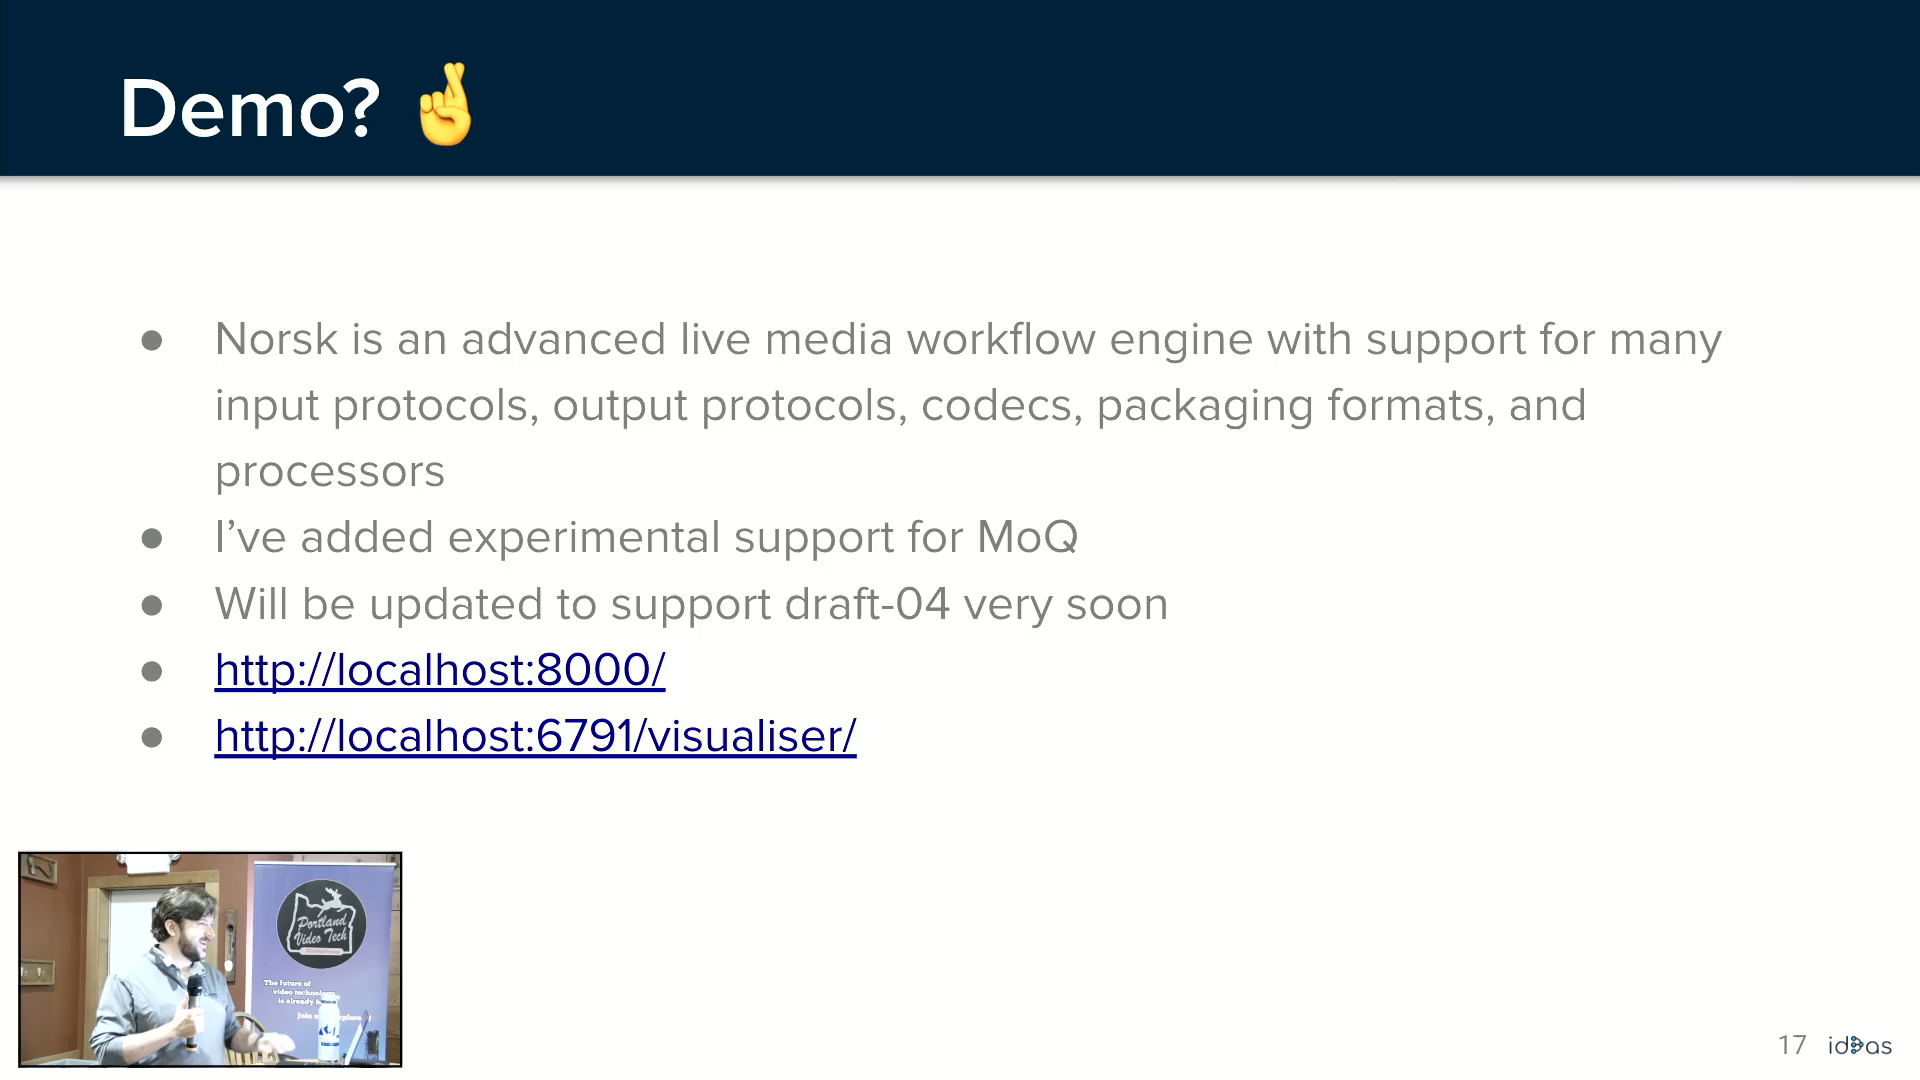 Demo? 🤞
● Norsk is an advanced live media workflow engine with support for many
input protocols, output protocols, codecs, packaging formats, and
processors
● I’ve added experimental support for MoQ
● Will be updated to support draft-04 very soon
● http://localhost:8000/
● http://localhost:6791/visualiser/
Portland
Video Tech
The future of
video technology
is already
17
id3as